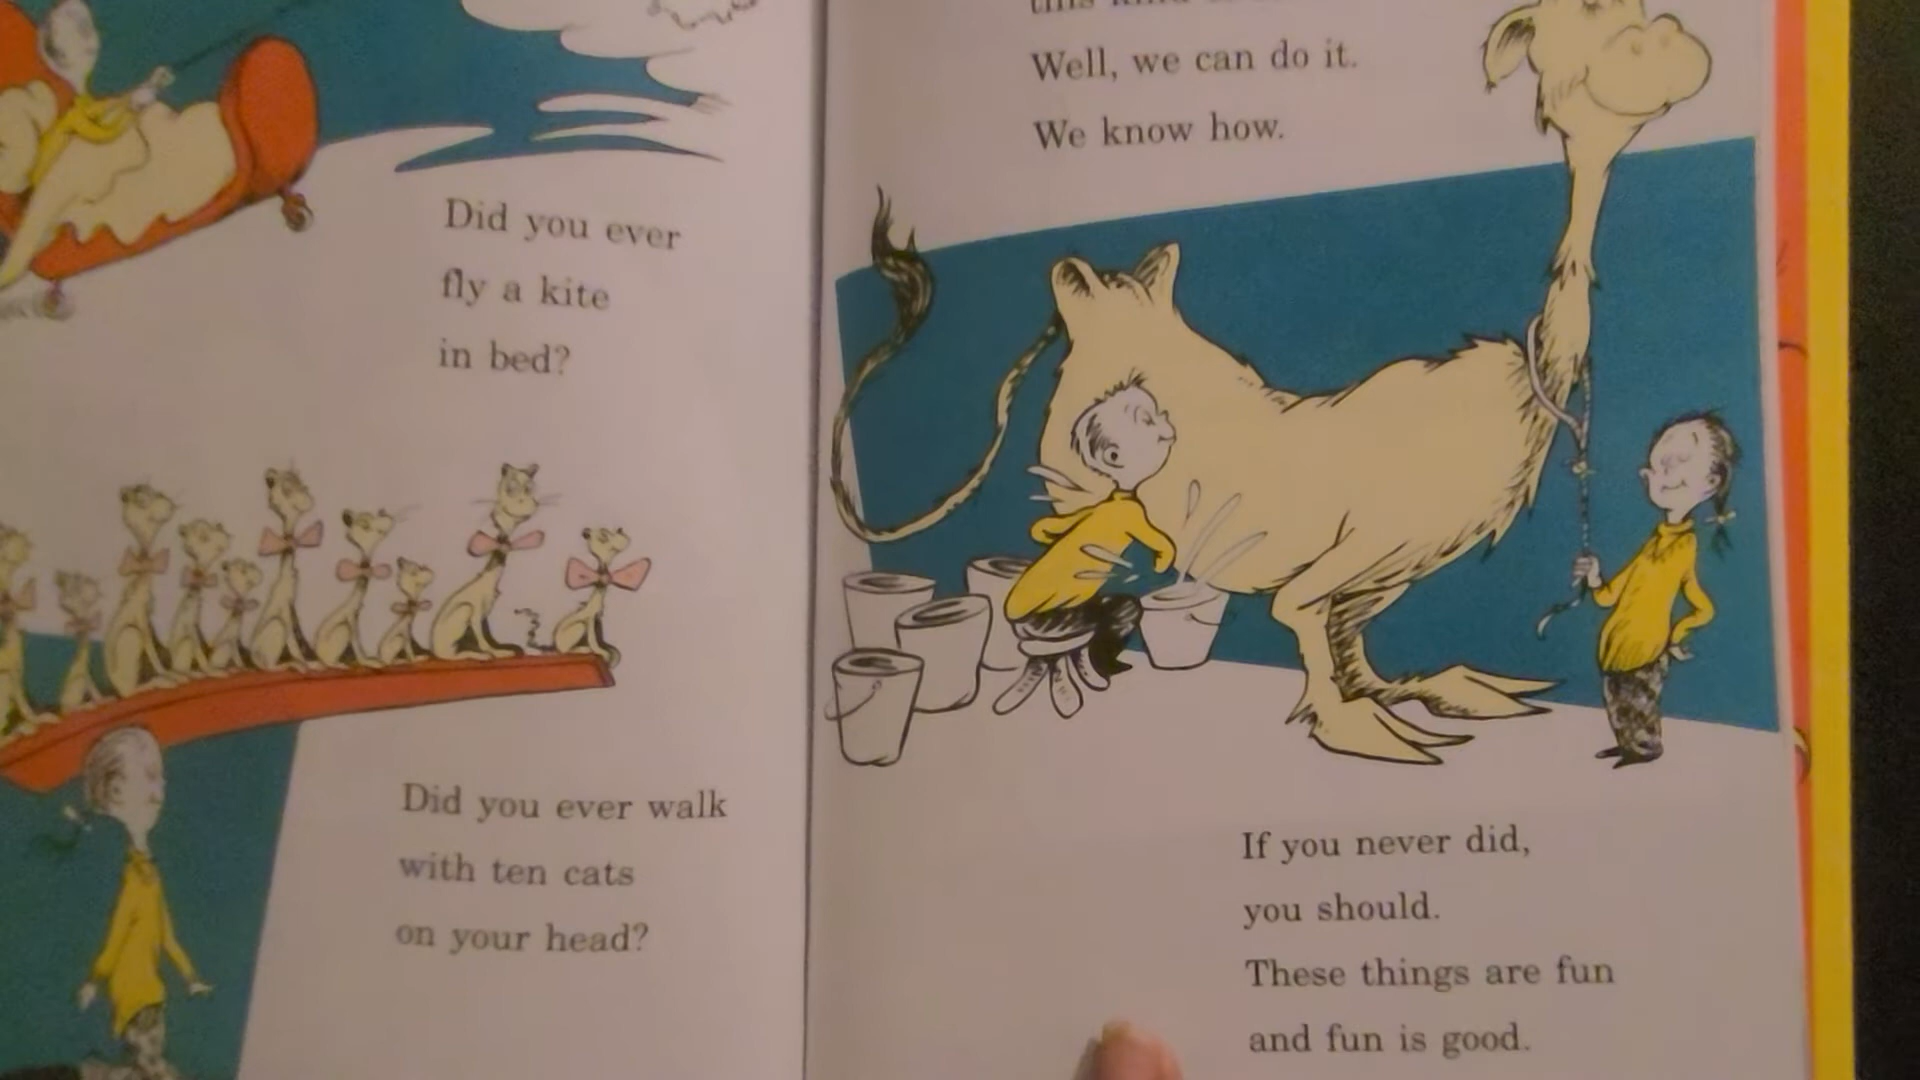 Did you ever
fly a kite
in bed?
Did you ever walk
with ten cats
on your head?
this kind
Well, we can do it.
We know how.
If you never did,
you should.
These things are fun
and fun is good.